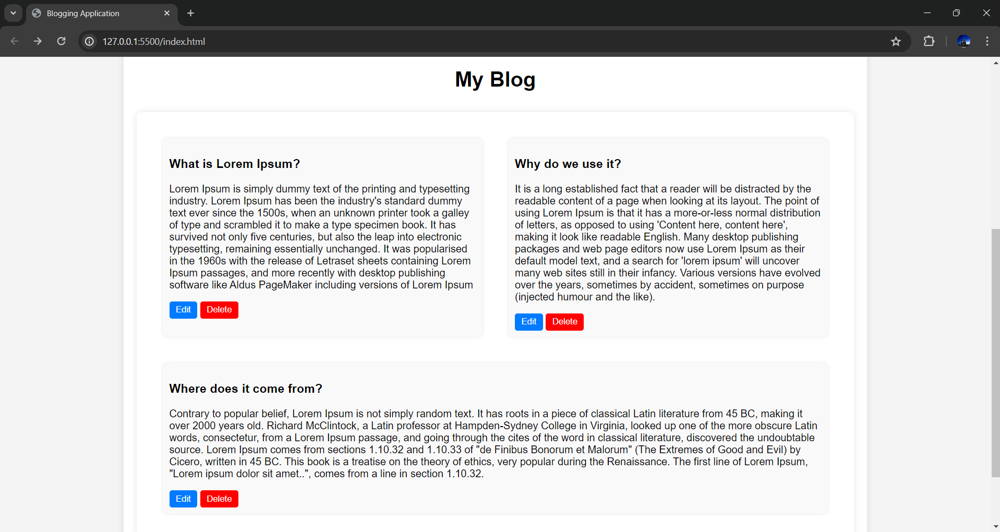 Blogging Application
127.0.0.1:5500/index.html
My Blog
What is Lorem Ipsum?
Lorem Ipsum is simply dummy text of the printing and typesetting
industry. Lorem Ipsum has been the industry's standard dummy
text ever since the 1500s, when an unknown printer took a galley
of type and scrambled it to make a type specimen book. It has
survived not only five centuries, but also the leap into electronic
typesetting, remaining essentially unchanged. It was popularised
in the 1960s with the release of Letraset sheets containing Lorem
Ipsum passages, and more recently with desktop publishing
software like Aldus PageMaker including versions of Lorem Ipsum
Edit Delete
Why do we use it?
It is a long established fact that a reader will be distracted by the
readable content of a page when looking at its layout. The point of
using Lorem Ipsum is that it has a more-or-less normal distribution
of letters, as opposed to using 'Content here, content here',
making it look like readable English. Many desktop publishing
packages and web page editors now use Lorem Ipsum as their
default model text, and a search for 'lorem ipsum' will uncover
many web sites still in their infancy. Various versions have evolved
over the years, sometimes by accident, sometimes on purpose
(injected humour and the like).
Edit Delete
Where does it come from?
Contrary to popular belief, Lorem Ipsum is not simply random text. It has roots in a piece of classical Latin literature from 45 BC, making it
over 2000 years old. Richard McClintock, a Latin professor at Hampden-Sydney College in Virginia, looked up one of the more obscure Latin
words, consectetur, from a Lorem Ipsum passage, and going through the cites of the word in classical literature, discovered the undoubtable
source. Lorem Ipsum comes from sections 1.10.32 and 1.10.33 of "de Finibus Bonorum et Malorum" (The Extremes of Good and Evil) by
Cicero, written in 45 BC. This book is a treatise on the theory of ethics, very popular during the Renaissance. The first line of Lorem Ipsum,
"Lorem ipsum dolor sit amet..", comes from a line in section 1.10.32.
Edit Delete